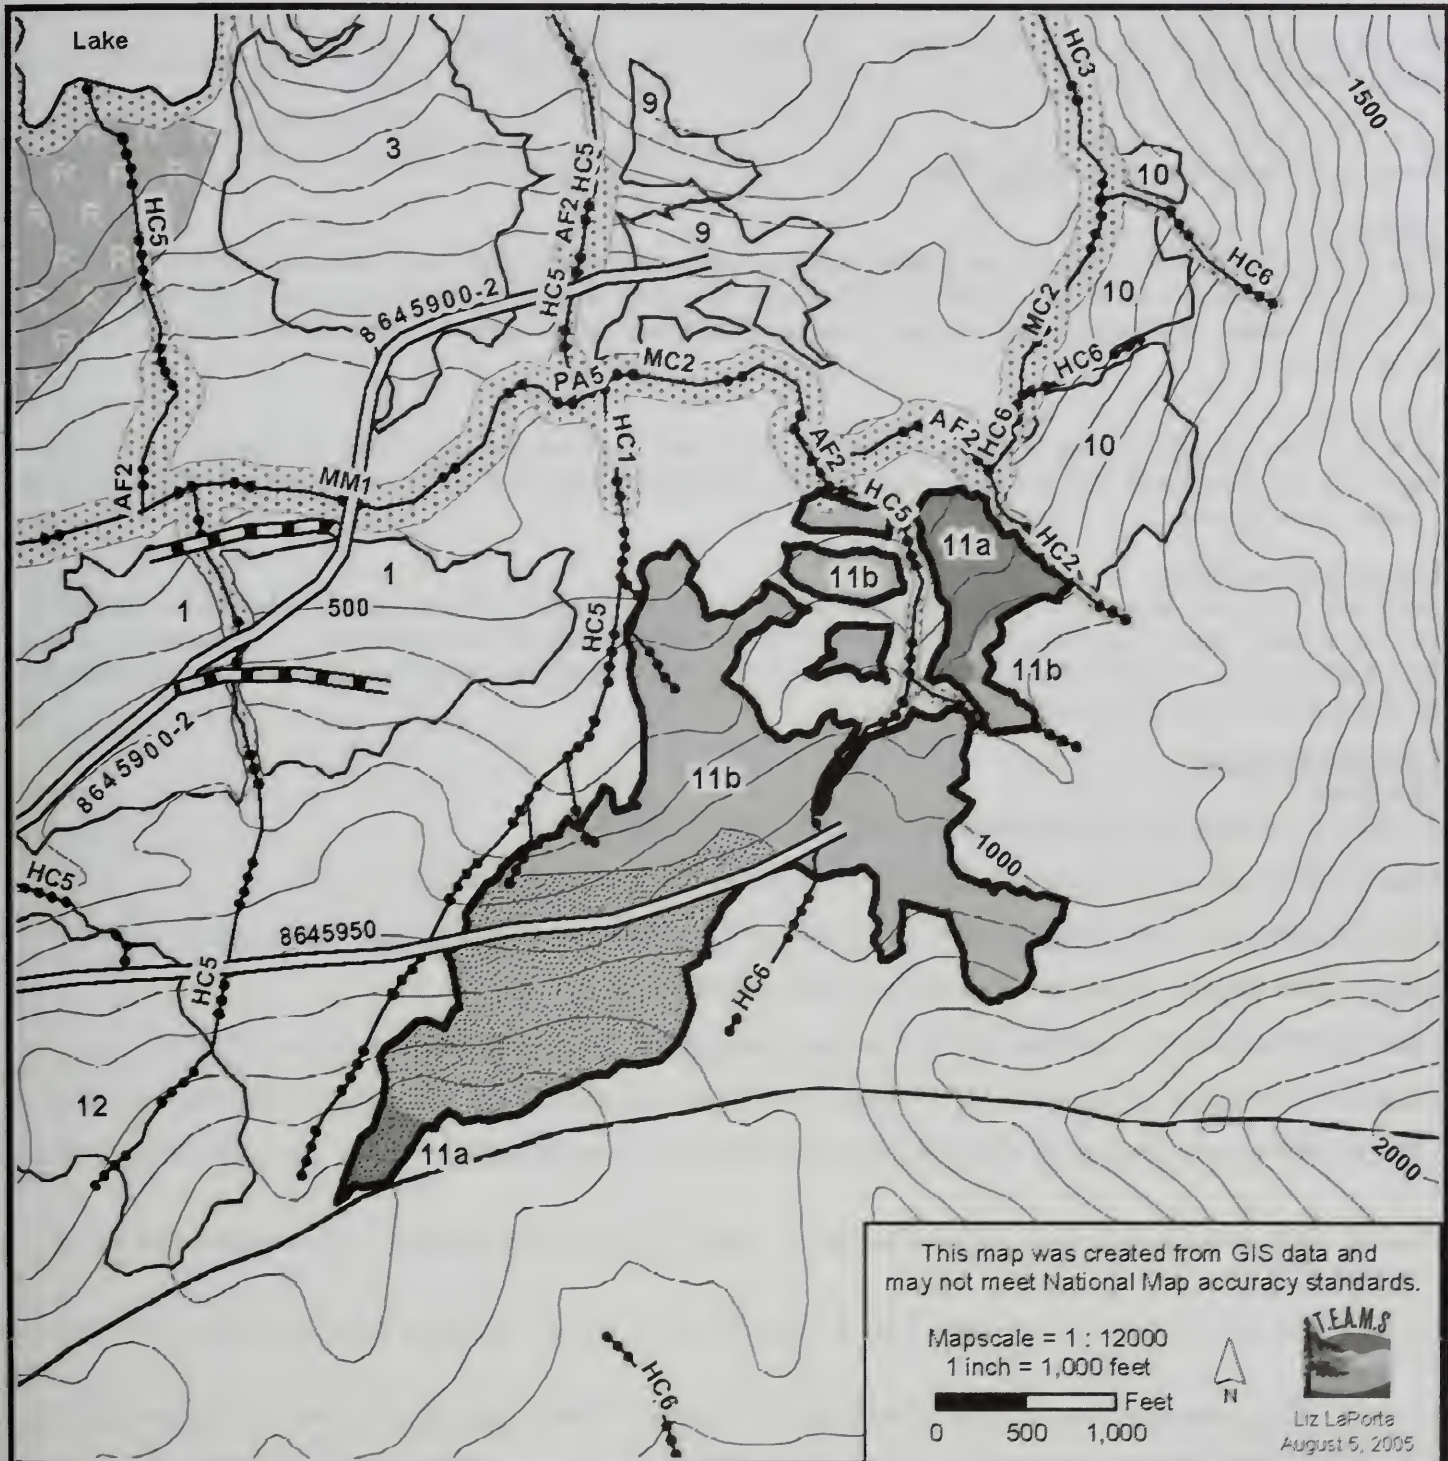 Lake
HC3
1500
9
3
HC5
10
R R
R R R
R R R
R
HC5
AF2
9
HC6
HC5
10
8645900-2
MC2
HC6
MC2
PA5
HC1
AF2
AF2
HC6
10
AF2
MM1
HC5
11a
HC2
1
11b
1
500
HC5
11b
8645900-2
11b
1000
HC5
8645950
HC5
HC6
12
11a
2000
This map was created from GIS data and
may not meet National Map accuracy standards.
Mapscale = 1 : 12000
1 inch = 1,000 feet
Feet
0 500 1,000
N
T.E.A.M.S
Liz LaPorta
August 5, 2005
HC6